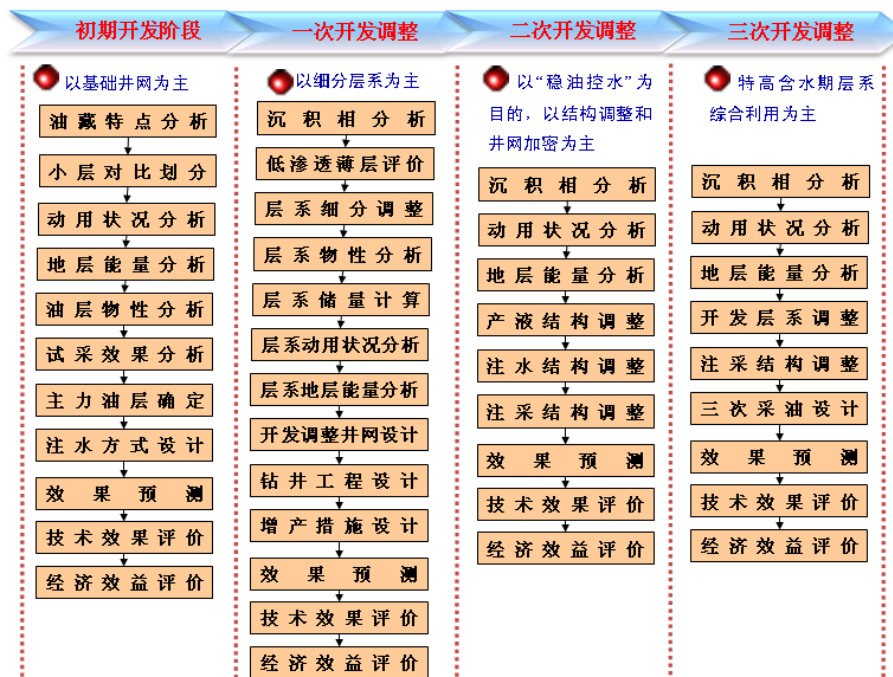 初期开发阶段
一次开发调整
二次开发调整
三次开发调整
以基础井网为主
油藏特点分析
小层对比划分
动用状况分析
地层能量分析
油层物性分析
试采效果分析
主力油层确定
注水方式设计
效果预测
技术效果评价
经济效益评价
以细分层系为主
沉积相分析
低渗透薄层评价
层系细分调整
层系物性分析
层系储量计算
层系动用状况分析
层系地层能量分析
开发调整井网设计
钻井工程设计
增产措施设计
效果预测
技术效果评价
经济效益评价
以“稳油控水”为
目的，以结构调整和
井网加密为主
沉积相分析
动用状况分析
地层能量分析
产液结构调整
注水结构调整
注采结构调整
效果预测
技术效果评价
经济效益评价
特高含水期层系
综合利用为主
沉积相分析
动用状况分析
地层能量分析
开发层系调整
注采结构调整
三次采油设计
效果预测
技术效果评价
经济效益评价